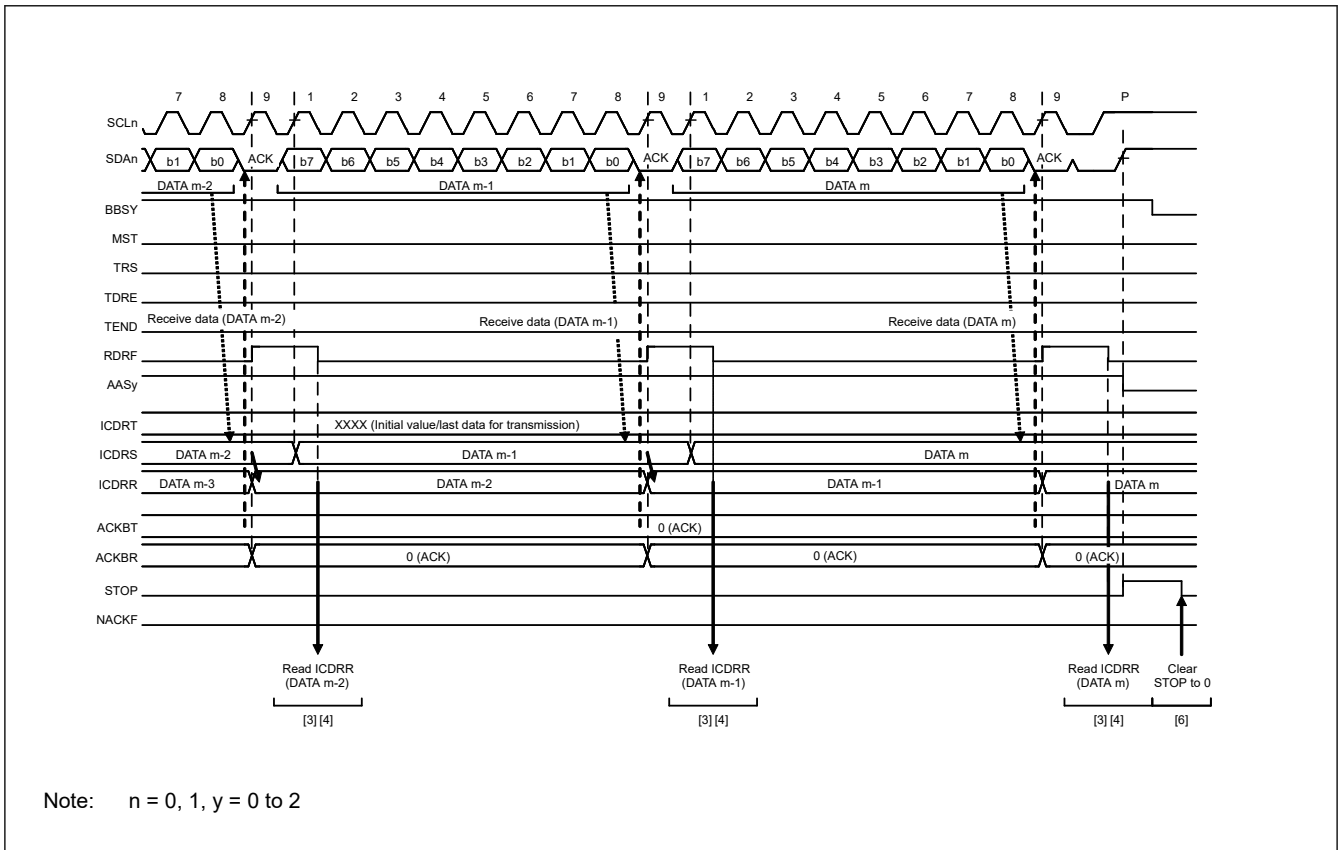 7 8 9 1 2 3 4 5 6 7 8 9 1 2 3 4 5 6 7 8 9 P
SCLn
SDAn b1 b0 ACK b7 b6 b5 b4 b3 b2 b1 b0 ACK b7 b6 b5 b4 b3 b2 b1 b0 ACK
DATA m-2 DATA m-1 DATA m
BBSY
MST
TRS
TDRE
Receive data (DATA m-2) Receive data (DATA m-1) Receive data (DATA m)
TEND
RDRF
AASy
ICDRT XXXX (Initial value/last data for transmission)
ICDRS DATA m-2 DATA m-1 DATA m
ICDRR DATA m-3 DATA m-2 DATA m-1 DATA m
ACKBT 0 (ACK)
ACKBR 0 (ACK) 0 (ACK) 0 (ACK)
STOP
NACKF
Read ICDRR Read ICDRR Read ICDRR Clear
(DATA m-2) (DATA m-1) (DATA m) STOP to 0
[3] [4] [3] [4] [3] [4] [6]
Note: n = 0, 1, y = 0 to 2